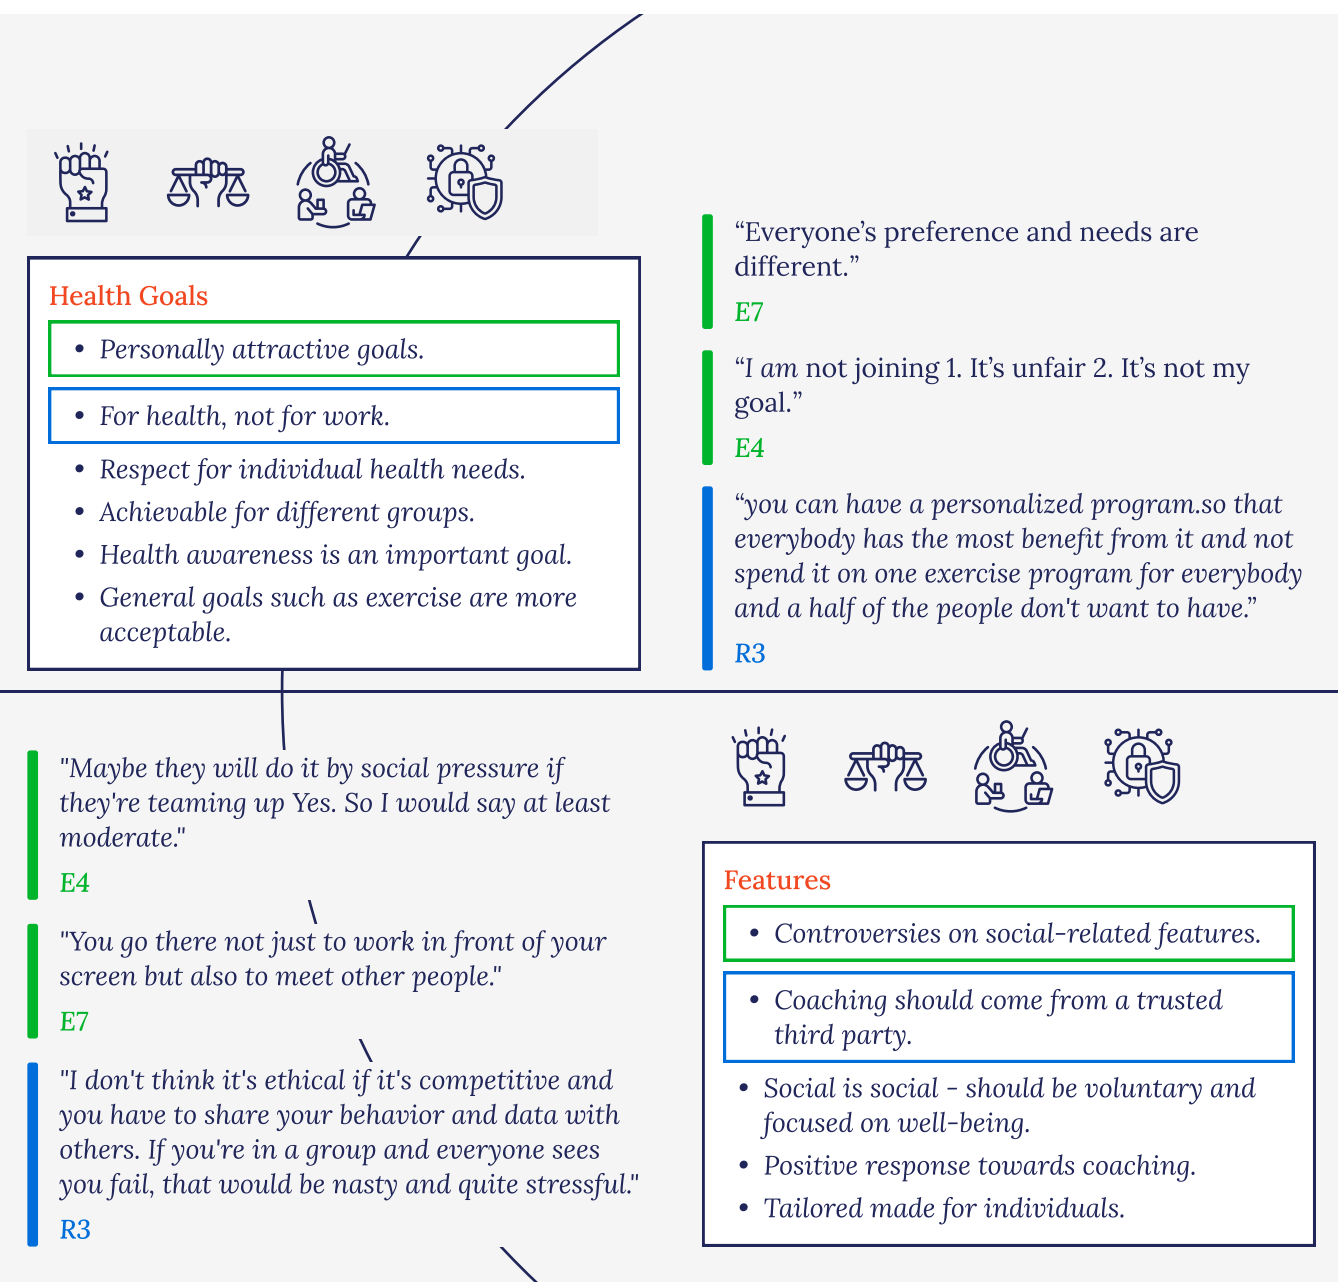 Health Goals
• Personally attractive goals.
• For health, not for work.
• Respect for individual health needs.
• Achievable for different groups.
• Health awareness is an important goal.
• General goals such as exercise are more
acceptable.
“Everyone’s preference and needs are
different.”
E7
“I am not joining 1. It’s unfair 2. It’s not my
goal.”
E4
“you can have a personalized program.so that
everybody has the most benefit from it and not
spend it on one exercise program for everybody
and a half of the people don't want to have.”
R3
"Maybe they will do it by social pressure if
they're teaming up Yes. So I would say at least
moderate."
E4
"You go there not just to work in front of your
screen but also to meet other people."
E7
"I don't think it's ethical if it's competitive and
you have to share your behavior and data with
others. If you're in a group and everyone sees
you fail, that would be nasty and quite stressful."
R3
Features
• Controversies on social-related features.
• Coaching should come from a trusted
third party.
• Social is social - should be voluntary and
focused on well-being.
• Positive response towards coaching.
• Tailored made for individuals.